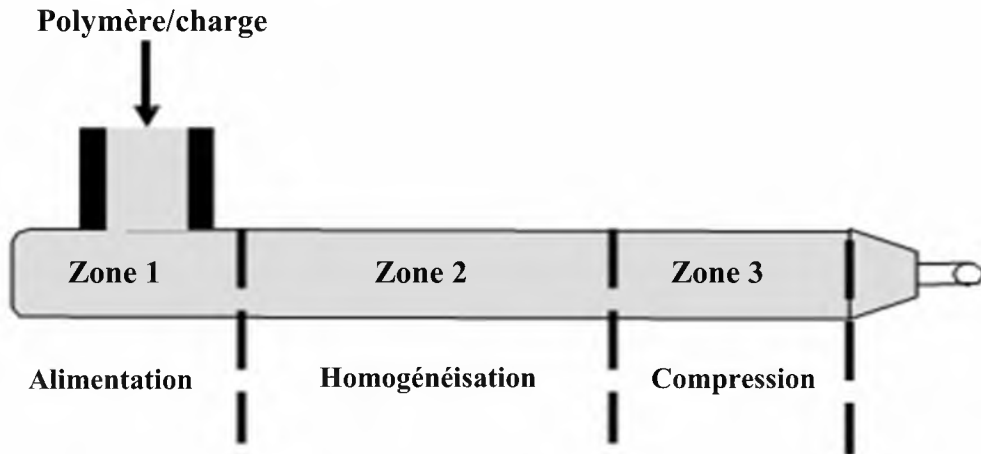 Polymère/charge
Zone 1
Zone 2
Zone 3
Alimentation
Homogénéisation
Compression